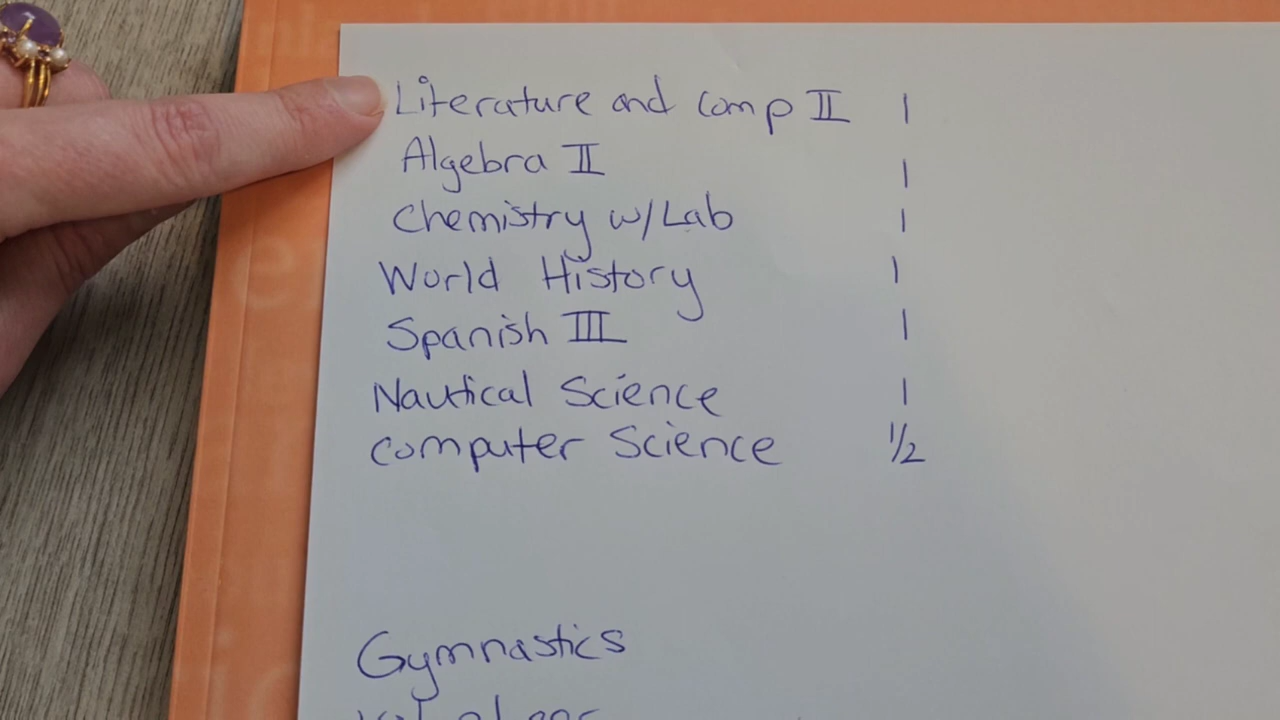 Literature and Comp II 1
Algebra II 1
Chemistry w/Lab 1
World History 1
Spanish III 1
Nautical Science 1
Computer Science 1/2
Gymnastics